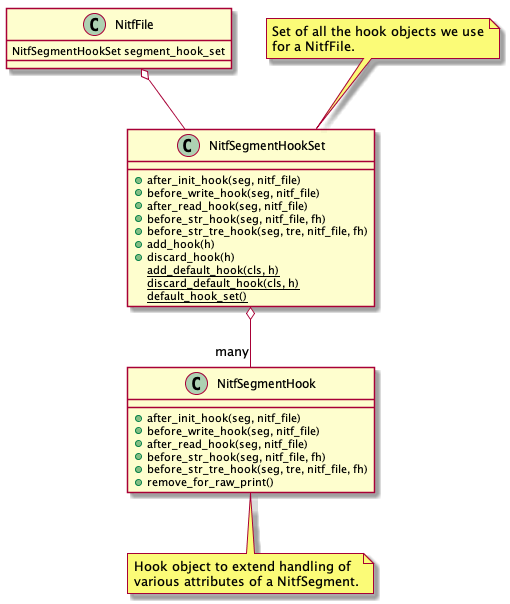 C NitfFile
NitfSegmentHookSet segment_hook_set
Set of all the hook objects we use
for a NitfFile.
C NitfSegmentHookSet
after_init_hook(seg, nitf_file)
before_write_hook(seg, nitf_file)
after_read_hook(seg, nitf_file)
before_str_hook(seg, nitf_file, fh)
before_str_tre_hook(seg, tre, nitf_file, fh)
add_hook(h)
discard_hook(h)
add_default_hook(cls, h)
discard_default_hook(cls, h)
default_hook_set()
many
C NitfSegmentHook
after_init_hook(seg, nitf_file)
before_write_hook(seg, nitf_file)
after_read_hook(seg, nitf_file)
before_str_hook(seg, nitf_file, fh)
before_str_tre_hook(seg, tre, nitf_file, fh)
remove_for_raw_print()
Hook object to extend handling of
various attributes of a NitfSegment.